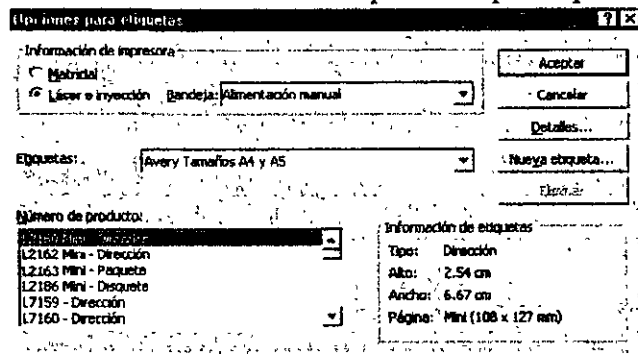 Opciones para etiquetas
Información de impresora
Matricial
Láser e inyección Bandeja: Alimentación manual
Aceptar
Cancelar
Detalles...
Nueva etiqueta...
Eliminar
Etiquetas: Avery Tamaños A4 y A5
Número de producto:
L2162 Mini - Dirección
L2163 Mini - Paquete
L2186 Mini - Disquete
L7159 - Dirección
L7160 - Dirección
Información de etiquetas
Tipo: Dirección
Alto: 2.54 cm
Ancho: 6.67 cm
Página: Mini (108 x 127 mm)